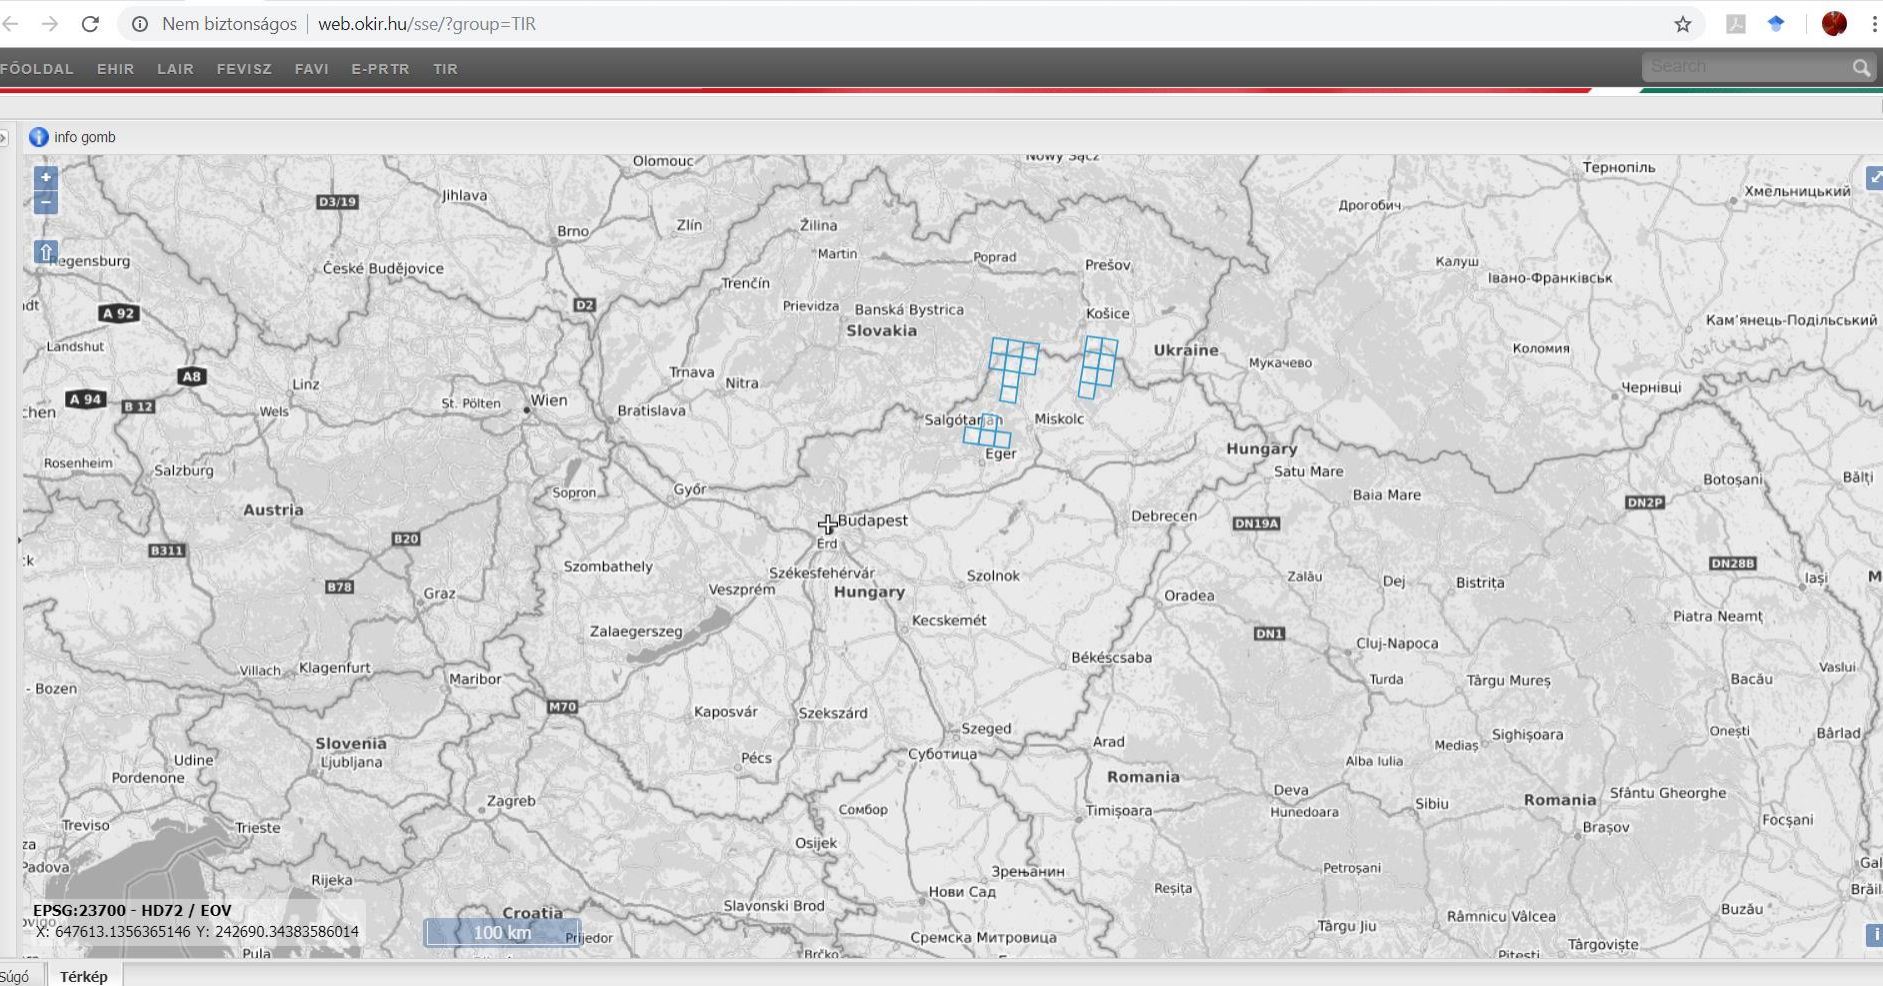 Nem biztonságos | web.okir.hu/sse/?group=TIR
FŐOLDAL EHIR LAIR FEVISZ FAVI E-PRTR TIR Search
info gomb
Olomouc Nowy Sącz Тернопіль
D3/19 Jihlava Хмельницький
Brno Zlín Žilina Дрогобич
Regensburg České Budějovice Martin Poprad Prešov Калуш
Trenčín Івано-Франківськ
A 92 D2 Prievidza Banská Bystrica Košice
Slovakia Кам'янець-Подільський
Landshut Ukraine Коломия
A8 Linz Trnava Nitra Мукачево
A 94 B 12 Wels St. Pölten Wien Bratislava Чернівці
Salgótarján Miskolc
Rosenheim Salzburg Eger Hungary Satu Mare
Sopron Győr Baia Mare DN2P Botoșani Bălți
Austria Budapest Debrecen DN19A
B311 B20 Érd
Szombathely Székesfehérvár Szolnok Zalău Dej Bistrița DN28B Iași
B78 Graz Veszprém Hungary Oradea
Zalaegerszeg Kecskemét DN1 Cluj-Napoca Piatra Neamț
Villach Klagenfurt Békéscsaba Vaslui
- Bozen Maribor Turda Târgu Mureș Bacău
M70 Kaposvár Szekszárd
Slovenia Szeged Sighișoara Onești Bârlad
Udine Ljubljana Pécs Суботица Arad Mediaș
Pordenone Romania Alba Iulia
Zagreb Сомбор Timișoara Deva Hunedoara Sibiu Romania Sfântu Gheorghe
Treviso Trieste Osijek Brașov Focșani
Padova Rijeka Зрењанин Petroșani
Нови Сад Reșița
EPSG:23700 - HD72 / EOV Croatia Slavonski Brod Râmnicu Vâlcea Buzău
X: 647613.1356365146 Y: 242690.34383586014 100 km Prijedor Сремска Митровица Târgu Jiu Târgoviște
Pula Brčko Pitești
Súgó Térkép